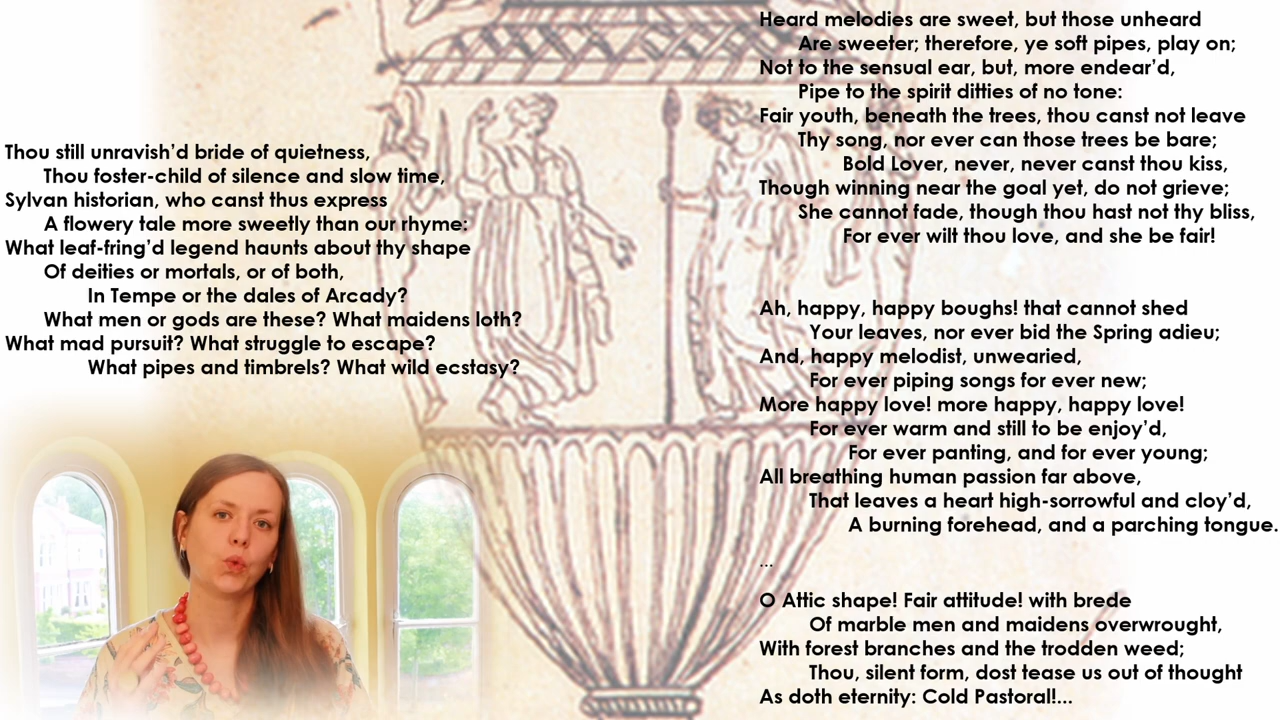 Thou still unravish'd bride of quietness,
Thou foster-child of silence and slow time,
Sylvan historian, who canst thus express
A flowery tale more sweetly than our rhyme:
What leaf-fring'd legend haunts about thy shape
Of deities or mortals, or of both,
In Tempe or the dales of Arcady?
What men or gods are these? What maidens loth?
What mad pursuit? What struggle to escape?
What pipes and timbrels? What wild ecstasy?
Heard melodies are sweet, but those unheard
Are sweeter; therefore, ye soft pipes, play on;
Not to the sensual ear, but, more endear'd,
Pipe to the spirit ditties of no tone:
Fair youth, beneath the trees, thou canst not leave
Thy song, nor ever can those trees be bare;
Bold Lover, never, never canst thou kiss,
Though winning near the goal yet, do not grieve;
She cannot fade, though thou hast not thy bliss,
For ever wilt thou love, and she be fair!
Ah, happy, happy boughs! that cannot shed
Your leaves, nor ever bid the Spring adieu;
And, happy melodist, unwearied,
For ever piping songs for ever new;
More happy love! more happy, happy love!
For ever warm and still to be enjoy'd,
For ever panting, and for ever young;
All breathing human passion far above,
That leaves a heart high-sorrowful and cloy'd,
A burning forehead, and a parching tongue.
...
O Attic shape! Fair attitude! with brede
Of marble men and maidens overwrought,
With forest branches and the trodden weed;
Thou, silent form, dost tease us out of thought
As doth eternity: Cold Pastoral!...